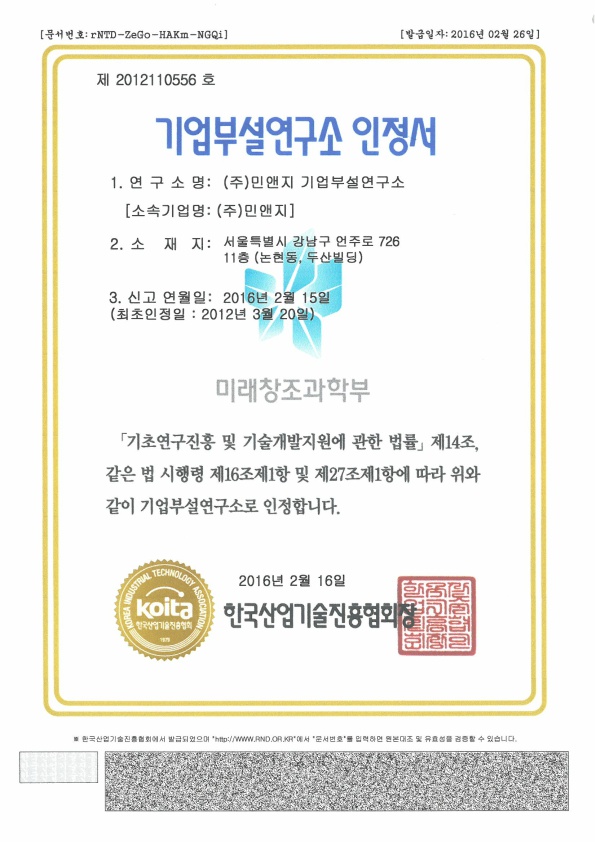 [문서번호: rNTD-ZeGo-HAKm-NGQi]
[발급일자: 2016년 02월 26일]
제 2012110556 호
기업부설연구소 인정서
1. 연 구 소 명: (주)민앤지 기업부설연구소
[소속기업명: (주)민앤지]
2. 소 재 지: 서울특별시 강남구 언주로 726
11층 (논현동, 두산빌딩)
3. 신고 연월일: 2016년 2월 15일
(최초인정일 : 2012년 3월 20일)
미래창조과학부
「기초연구진흥 및 기술개발지원에 관한 법률」 제14조,
같은 법 시행령 제16조제1항 및 제27조제1항에 따라 위와
같이 기업부설연구소로 인정합니다.
2016년 2월 16일
KOREA INDUSTRIAL TECHNOLOGY ASSOCIATION
koita
한국산업기술진흥협회
1979
한국산업기술진흥협회장
※ 한국산업기술진흥협회에서 발급되었으며 "http://WWW.RND.OR.KR"에서 "문서번호"를 입력하면 원본대조 및 유효성을 검증할 수 있습니다.